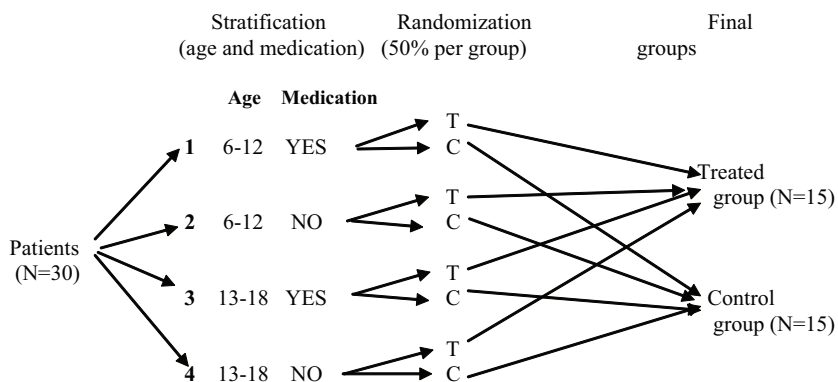 Stratification Randomization Final
(age and medication) (50% per group) groups
Age Medication
T
1 6-12 YES C
Treated
T group (N=15)
2 6-12 NO C
Patients
(N=30)
T
3 13-18 YES C
Control
group (N=15)
T
4 13-18 NO C